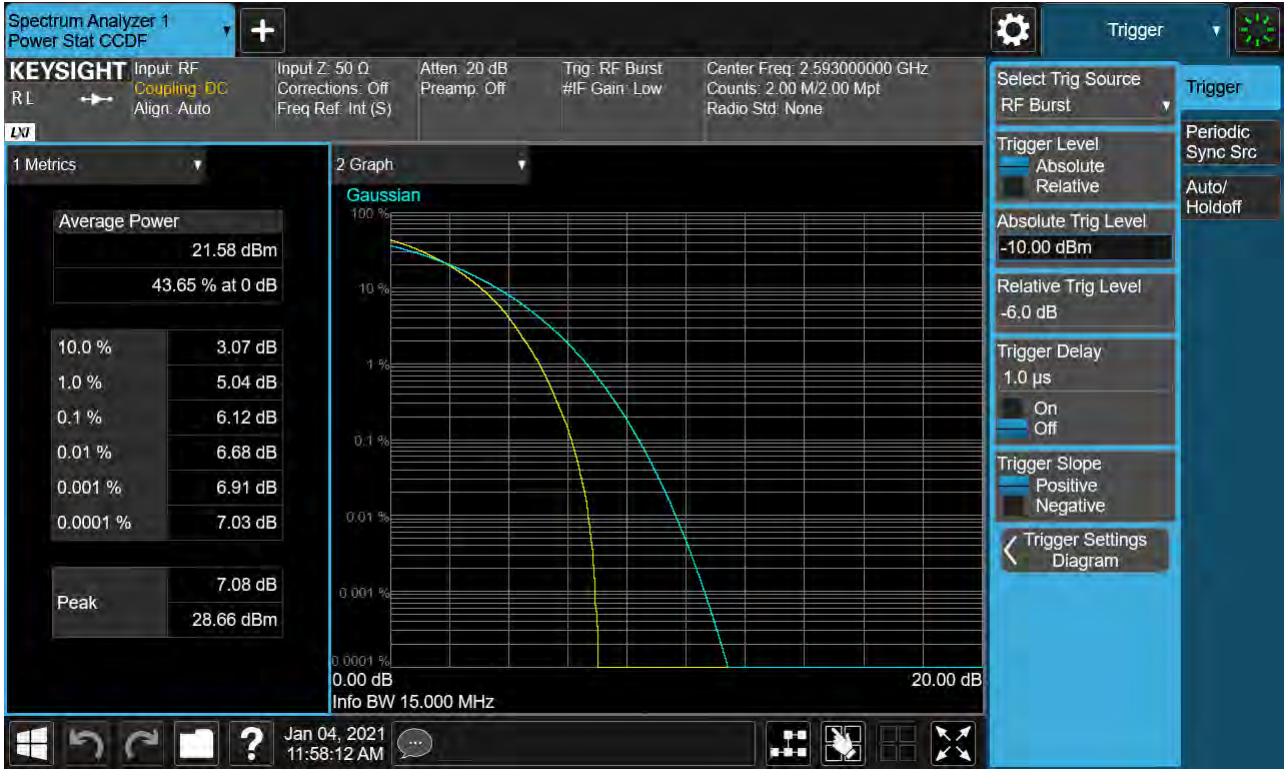 Spectrum Analyzer 1
Power Stat CCDF
+
Trigger
KEYSIGHT
R L
LXI
Input: RF
Coupling: DC
Align: Auto
Input Z: 50 Ω
Corrections: Off
Freq Ref: Int (S)
Atten: 20 dB
Preamp: Off
Trig: RF Burst
#IF Gain: Low
Center Freq: 2.593000000 GHz
Counts: 2.00 M/2.00 Mpt
Radio Std: None
1 Metrics
Average Power
21.58 dBm
43.65 % at 0 dB
10.0 % 3.07 dB
1.0 % 5.04 dB
0.1 % 6.12 dB
0.01 % 6.68 dB
0.001 % 6.91 dB
0.0001 % 7.03 dB
Peak
7.08 dB
28.66 dBm
2 Graph
Gaussian
100 %
10 %
1 %
0.1 %
0.01 %
0.001 %
0.0001 %
0.00 dB 20.00 dB
Info BW 15.000 MHz
Select Trig Source
RF Burst
Trigger Level
Absolute
Relative
Absolute Trig Level
-10.00 dBm
Relative Trig Level
-6.0 dB
Trigger Delay
1.0 µs
On
Off
Trigger Slope
Positive
Negative
Trigger Settings
Diagram
Trigger
Periodic
Sync Src
Auto/
Holdoff
?
Jan 04, 2021
11:58:12 AM